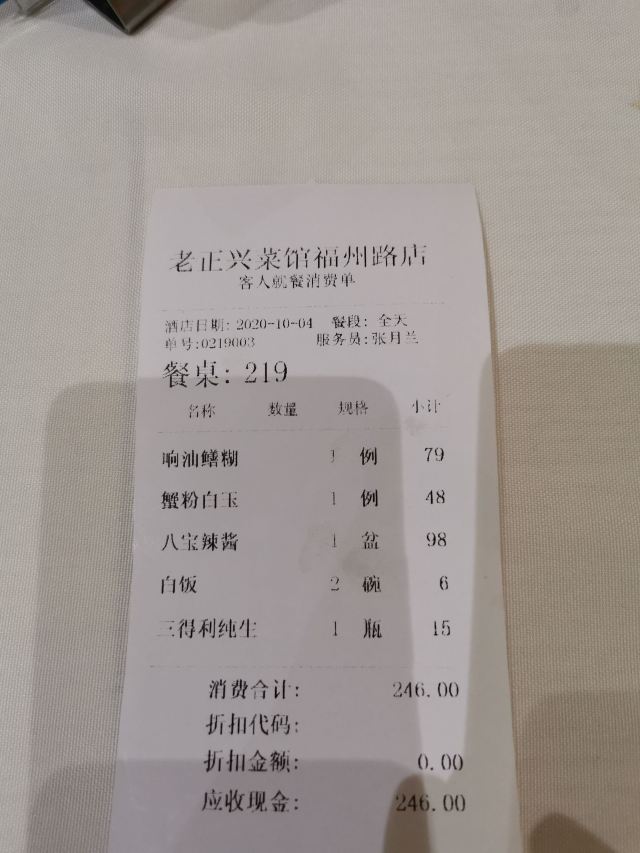 老正兴菜馆福州路店
客人就餐消费单
酒店日期: 2020-10-04 餐段: 全天
单号:0219003 服务员:张月兰
餐桌: 219
名称 数量 规格 小计
响油鳝糊 1 例 79
蟹粉白玉 1 例 48
八宝辣酱 1 盆 98
白饭 2 碗 6
三得利纯生 1 瓶 15
消费合计: 246.00
折扣代码:
折扣金额: 0.00
应收现金: 246.00